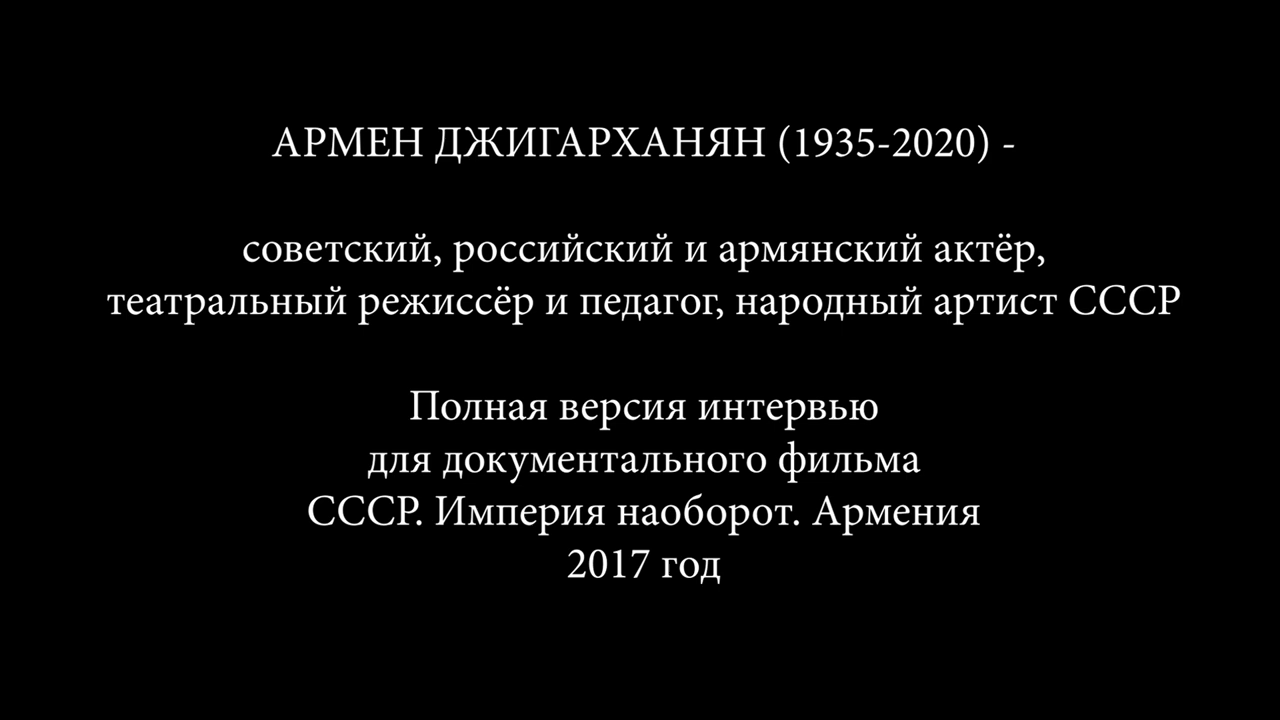 АРМЕН ДЖИГАРХАНЯН (1935-2020) -
советский, российский и армянский актёр,
театральный режиссёр и педагог, народный артист СССР
Полная версия интервью
для документального фильма
СССР. Империя наоборот. Армения
2017 год